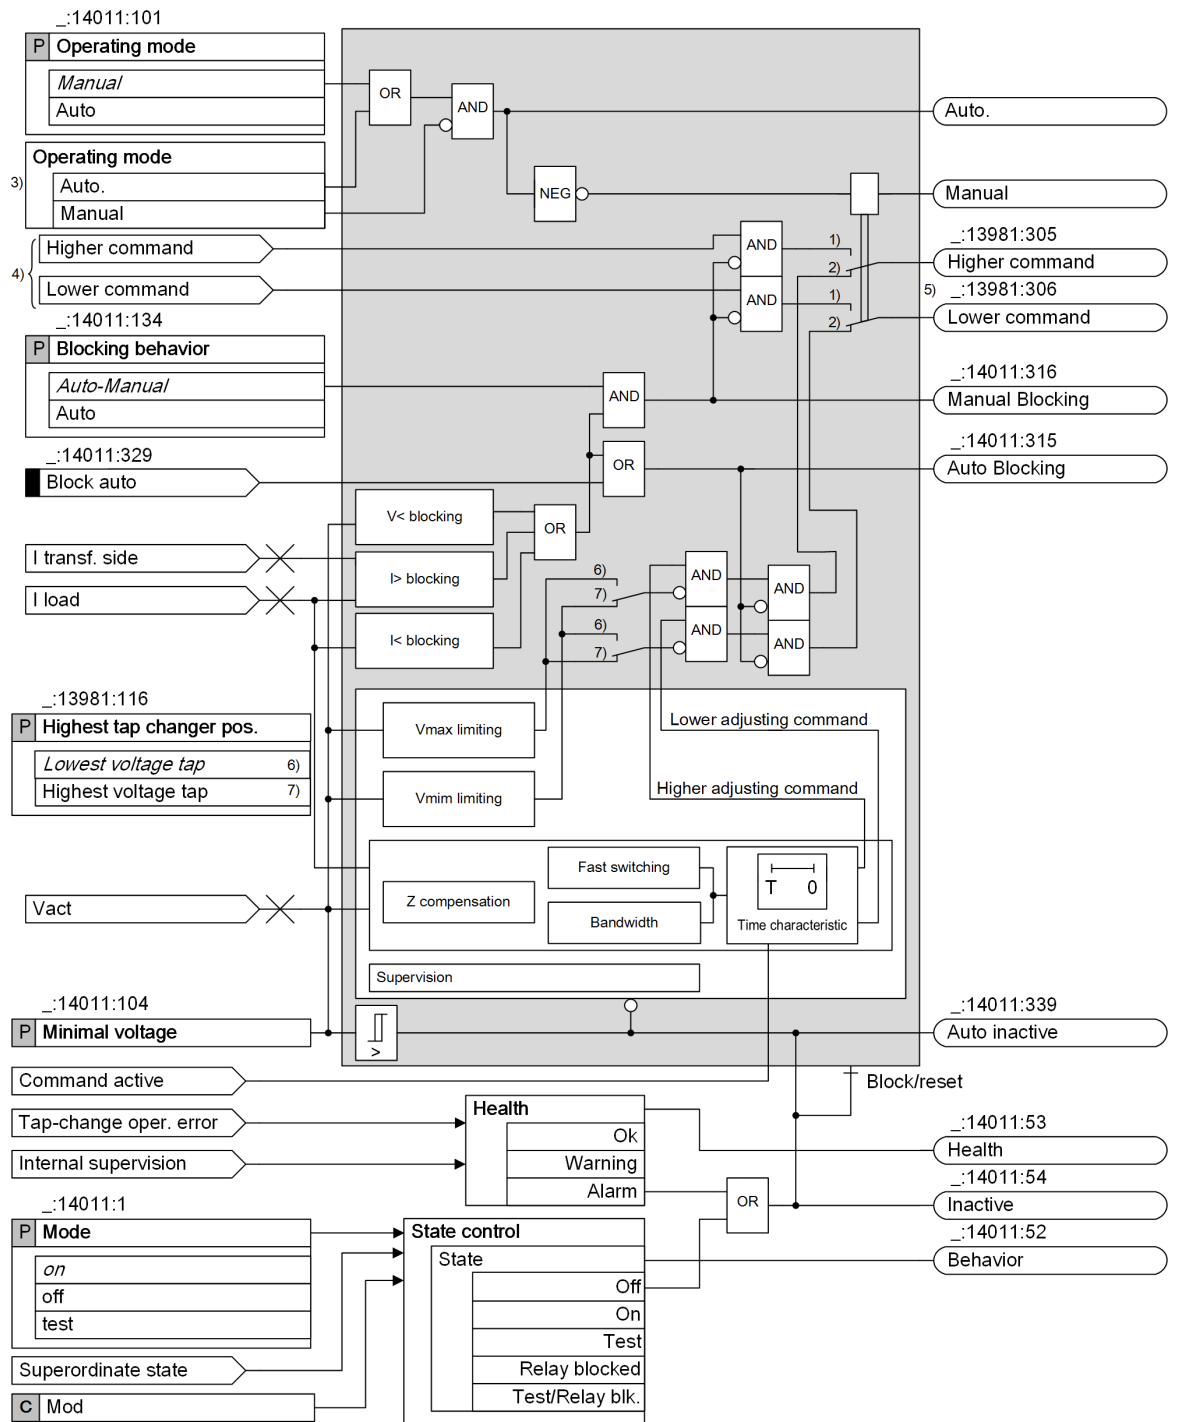 _:14011:101
P Operating mode
Manual
Auto
OR
AND
Auto.
3)
Operating mode
Auto.
Manual
NEG
Manual
4)
Higher command
AND
1)
2)
_:13981:305
Higher command
Lower command
AND
1)
2)
5)
_:13981:306
Lower command
_:14011:134
P Blocking behavior
Auto-Manual
Auto
AND
_:14011:316
Manual Blocking
_:14011:329
Block auto
OR
_:14011:315
Auto Blocking
V< blocking
OR
I transf. side
I> blocking
6)
7)
AND
AND
I load
I< blocking
6)
7)
AND
AND
_:13981:116
P Highest tap changer pos.
Lowest voltage tap 6)
Highest voltage tap 7)
Vmax limiting
Lower adjusting command
Vmim limiting
Higher adjusting command
Fast switching
Z compensation
Bandwidth
T 0
Time characteristic
Vact
Supervision
_:14011:104
P Minimal voltage
>
_:14011:339
Auto inactive
Command active
Block/reset
Tap-change oper. error
Internal supervision
Health
Ok
Warning
Alarm
_:14011:53
Health
OR
_:14011:54
Inactive
_:14011:1
P Mode
on
off
test
State control
State
Off
On
Test
Relay blocked
Test/Relay blk.
_:14011:52
Behavior
Superordinate state
C Mod